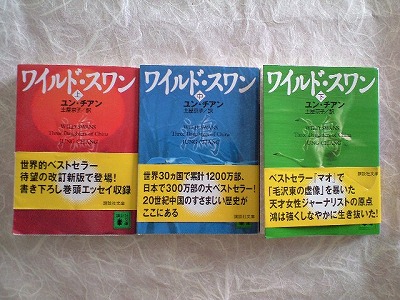 ワイルド・スワン
上
ユン・チアン
土屋京子／訳
WILD SWANS
Three Daughters of China
JUNG CHANG
世界的ベストセラー
待望の改訂新版で登場！
書き下ろし巻頭エッセイ収録
講談社文庫
ワイルド・スワン
中
ユン・チアン
土屋京子／訳
WILD SWANS
Three Daughters of China
JUNG CHANG
世界30ヵ国で累計1200万部、
日本で300万部の大ベストセラー！
20世紀中国のすさまじい歴史が
ここにある
講談社文庫
ワイルド・スワン
下
ユン・チアン
土屋京子／訳
WILD SWANS
Three Daughters of China
JUNG CHANG
ベストセラー『マオ』で
「毛沢東の虚像」を暴いた
天才女性ジャーナリストの原点
鴻は強くしなやかに生き抜いた！
講談社文庫